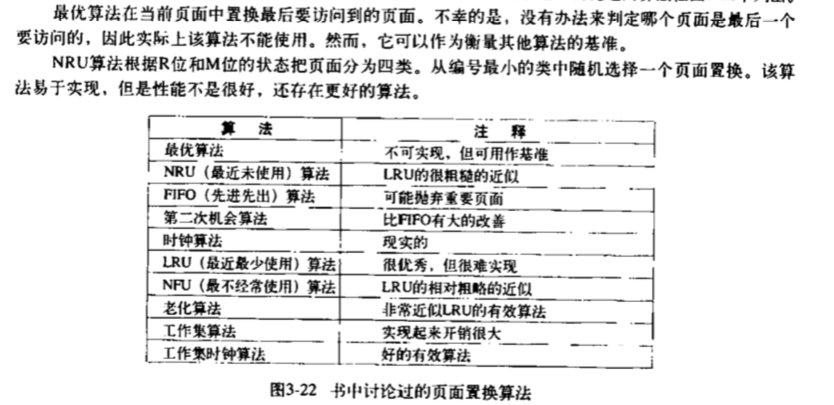 最优算法在当前页面中置换最后要访问到的页面。不幸的是，没有办法来判定哪个页面是最后一个
要访问的，因此实际上该算法不能使用。然而，它可以作为衡量其他算法的基准。
NRU算法根据R位和M位的状态把页面分为四类。从编号最小的类中随机选择一个页面置换。该算
法易于实现，但是性能不是很好，还存在更好的算法。
算 法 注 释
最优算法 不可实现，但可用作基准
NRU（最近未使用）算法 LRU的很粗糙的近似
FIFO（先进先出）算法 可能抛弃重要页面
第二次机会算法 比FIFO有大的改善
时钟算法 现实的
LRU（最近最少使用）算法 很优秀，但很难实现
NFU（最不经常使用）算法 LRU的相对粗略的近似
老化算法 非常近似LRU的有效算法
工作集算法 实现起来开销很大
工作集时钟算法 好的有效算法
图3-22 书中讨论过的页面置换算法